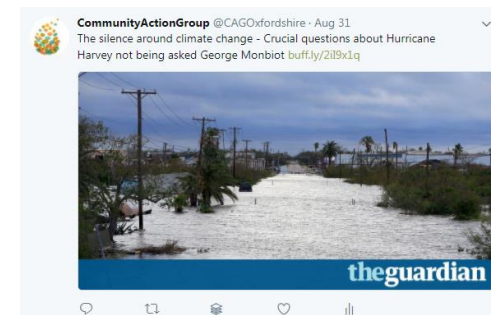 CommunityActionGroup @CAGOxfordshire · Aug 31
The silence around climate change - Crucial questions about Hurricane
Harvey not being asked George Monbiot buff.ly/2iI9x1q
theguardian